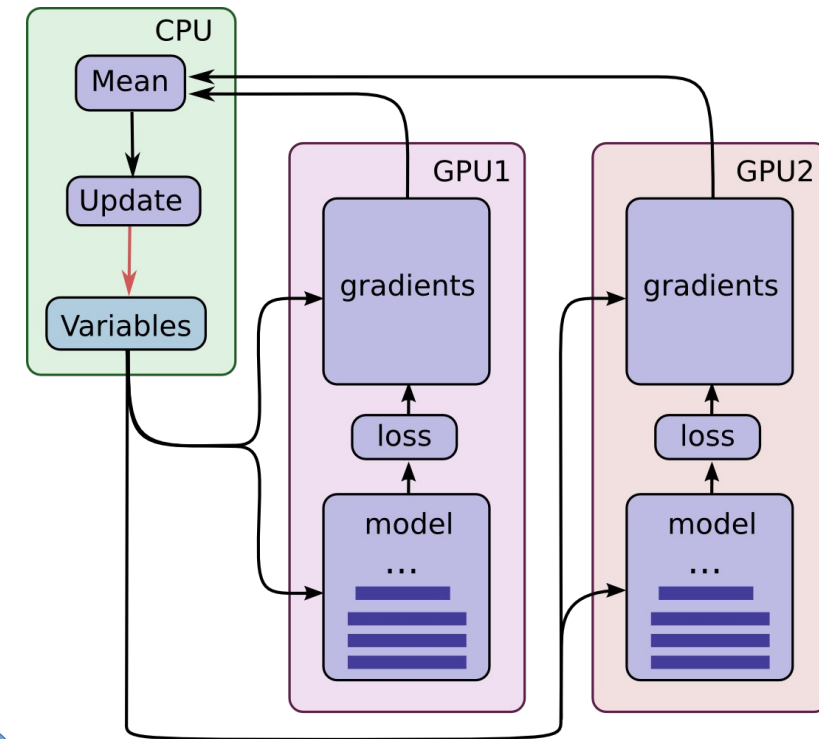 CPU
Mean
Update
Variables
GPU1
gradients
loss
model
...
GPU2
gradients
loss
model
...